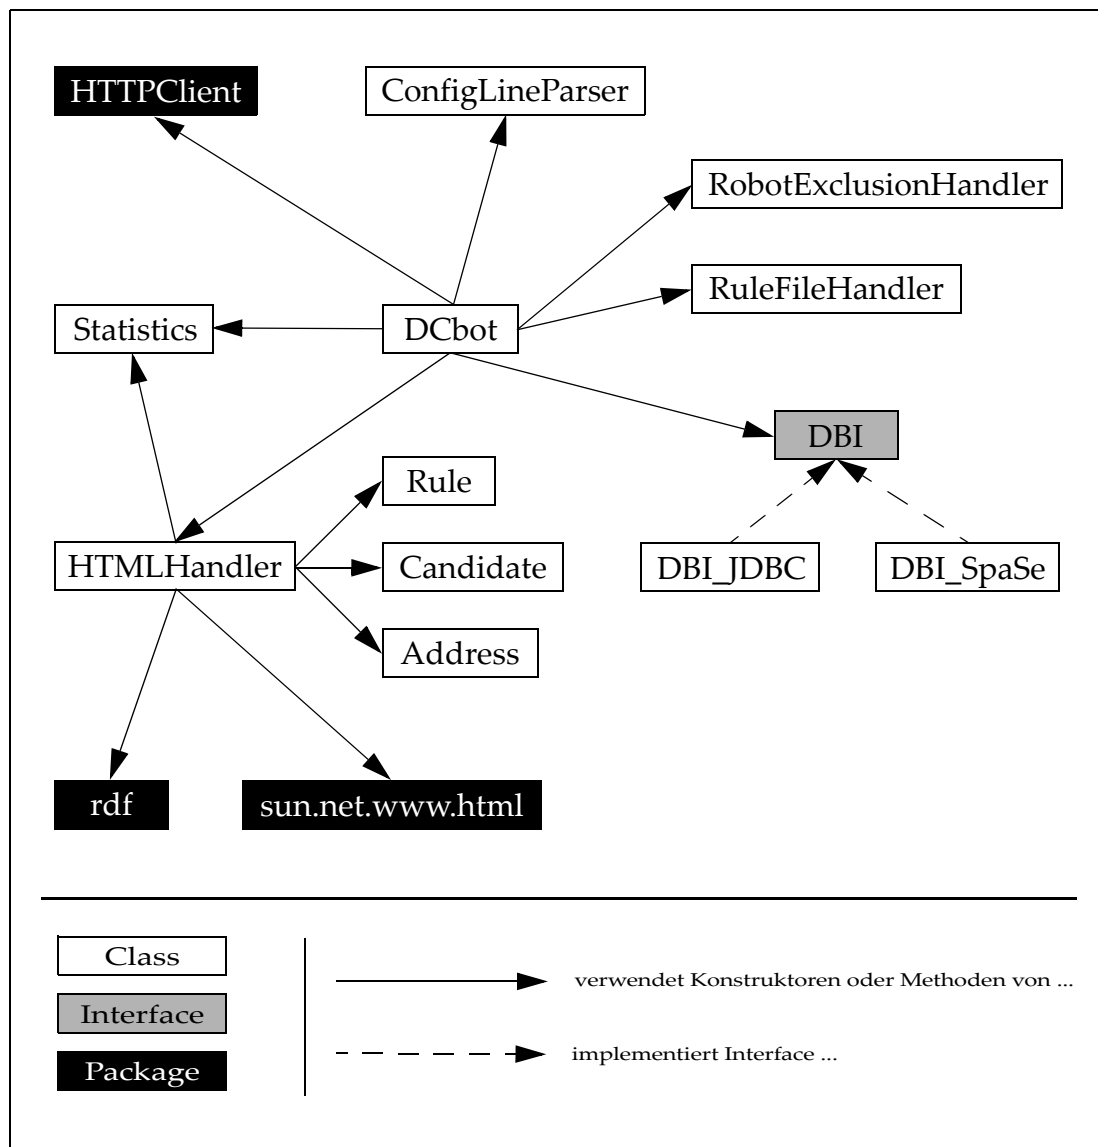 HTTPClient
ConfigLineParser
RobotExclusionHandler
RuleFileHandler
Statistics
DCbot
DBI
Rule
HTMLHandler
Candidate
DBI_JDBC
DBI_SpaSe
Address
rdf
sun.net.www.html
Class
verwendet Konstruktoren oder Methoden von ...
Interface
implementiert Interface ...
Package